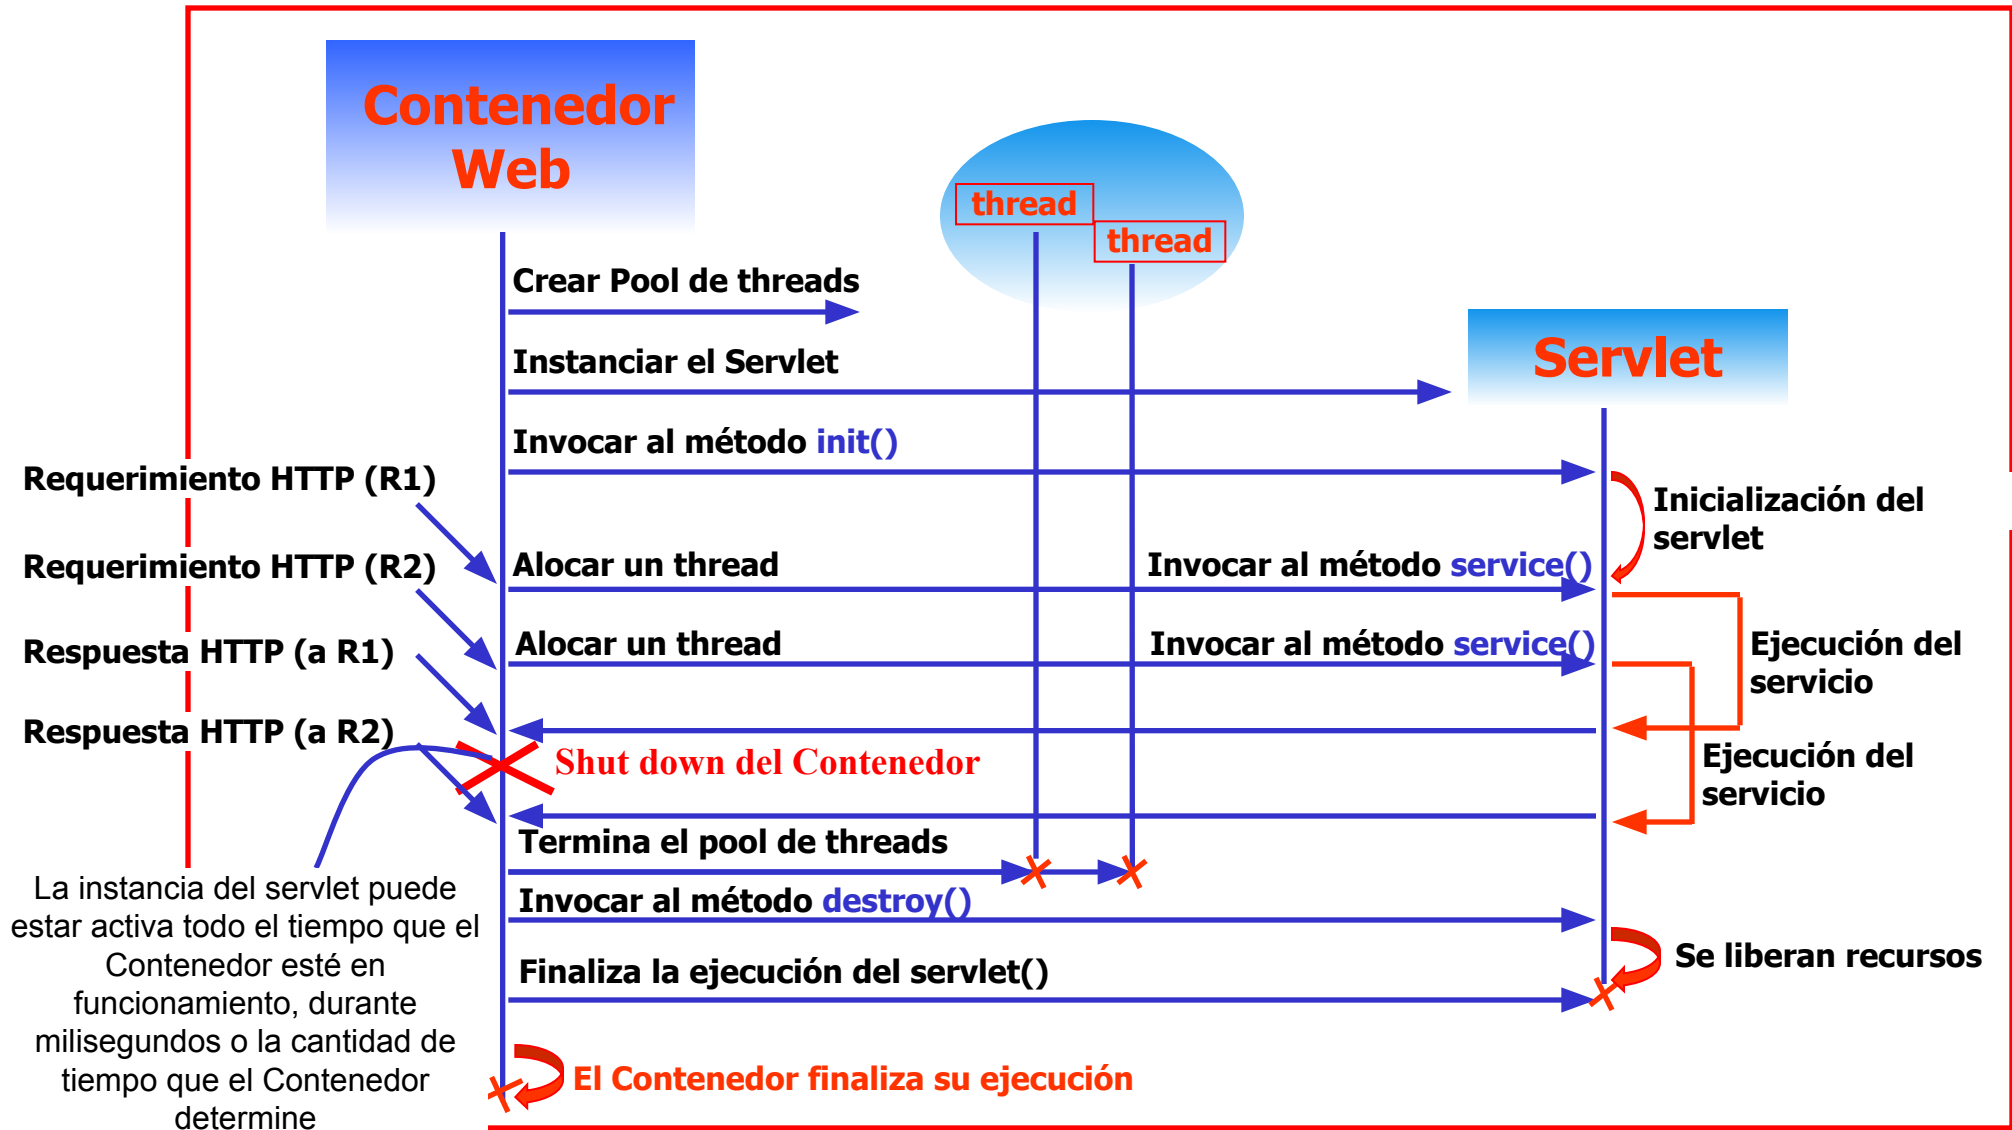 Contenedor
Web
thread
thread
Crear Pool de threads
Instanciar el Servlet
Servlet
Invocar al método init()
Requerimiento HTTP (R1)
Inicialización del
servlet
Requerimiento HTTP (R2)
Alocar un thread
Invocar al método service()
Respuesta HTTP (a R1)
Alocar un thread
Invocar al método service()
Ejecución del
servicio
Respuesta HTTP (a R2)
Shut down del Contenedor
Ejecución del
servicio
Termina el pool de threads
Invocar al método destroy()
La instancia del servlet puede
estar activa todo el tiempo que el
Contenedor esté en
funcionamiento, durante
milisegundos o la cantidad de
tiempo que el Contenedor
determine
Finaliza la ejecución del servlet()
Se liberan recursos
El Contenedor finaliza su ejecución